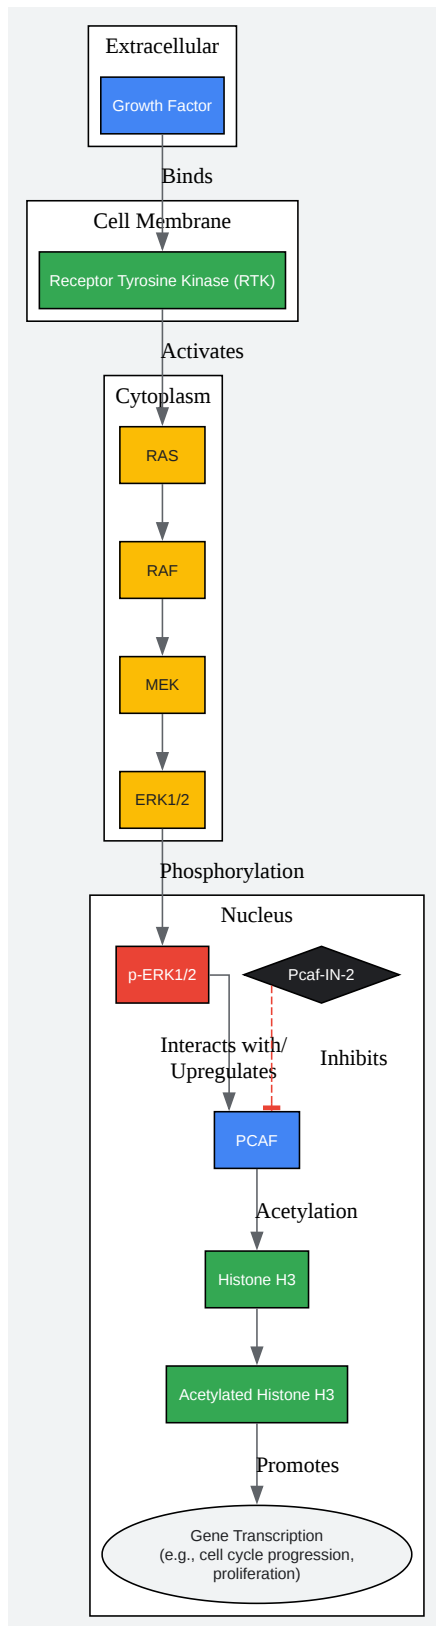 Extracellular
Growth Factor
Binds
Cell Membrane
Receptor Tyrosine Kinase (RTK)
Activates
Cytoplasm
RAS
RAF
MEK
ERK1/2
Phosphorylation
Nucleus
p-ERK1/2
Pcaf-IN-2
Interacts with/
Upregulates
Inhibits
PCAF
Acetylation
Histone H3
Acetylated Histone H3
Promotes
Gene Transcription
(e.g., cell cycle progression,
proliferation)